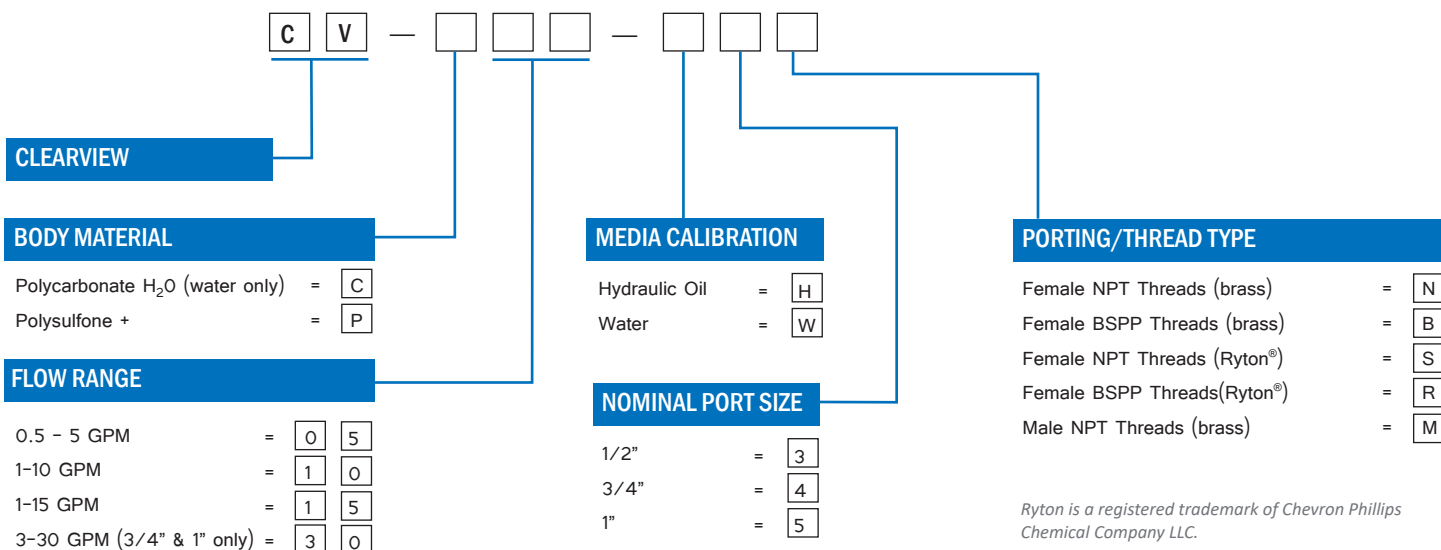 C V — —
CLEARVIEW
BODY MATERIAL
Polycarbonate H₂0 (water only) = C
Polysulfone + = P
FLOW RANGE
0.5 - 5 GPM = 0 5
1-10 GPM = 1 0
1-15 GPM = 1 5
3-30 GPM (3/4" & 1" only) = 3 0
MEDIA CALIBRATION
Hydraulic Oil = H
Water = W
NOMINAL PORT SIZE
1/2" = 3
3/4" = 4
1" = 5
PORTING/THREAD TYPE
Female NPT Threads (brass) = N
Female BSPP Threads (brass) = B
Female NPT Threads (Ryton®) = S
Female BSPP Threads(Ryton®) = R
Male NPT Threads (brass) = M
Ryton is a registered trademark of Chevron Phillips
Chemical Company LLC.